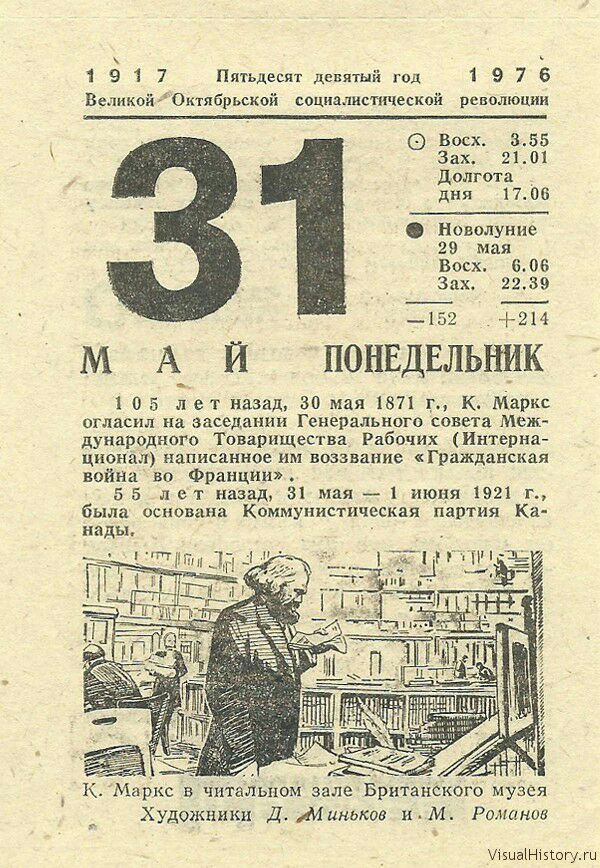 1917 Пятьдесят девятый год 1976
Великой Октябрьской социалистической революции
31
Восх. 3.55
Зах. 21.01
Долгота
дня 17.06
Новолуние
29 мая
Восх. 6.06
Зах. 22.39
—152 +214
МАЙ ПОНЕДЕЛЬНИК
105 лет назад, 30 мая 1871 г., К. Маркс
огласил на заседании Генерального совета Меж-
дународного Товарищества Рабочих (Интерна-
ционал) написанное им воззвание «Гражданская
война во Франции».
55 лет назад, 31 мая — 1 июня 1921 г.,
была основана Коммунистическая партия Ка-
нады.
К. Маркс в читальном зале Британского музея
Художники Д. Миньков и М. Романов
VisualHistory.ru